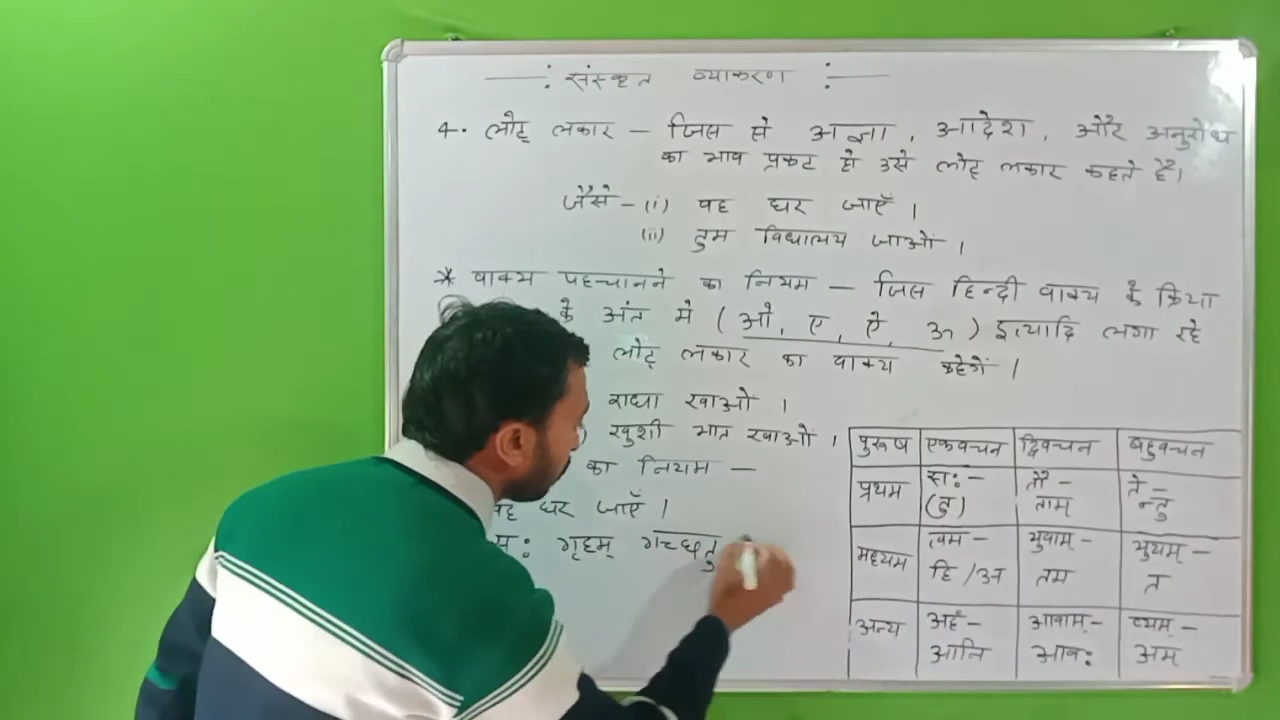 : संस्कृत व्याकरण :
4. लोट् लकार – जिस से आज्ञा, आदेश, और अनुरोध
का भाव प्रकट हो उसे लोट् लकार कहते है।
जैसे – (i) वह घर जाएँ ।
(ii) तुम विद्यालय जाओं ।
* वाक्य पहचानने का नियम – जिस हिन्दी वाक्य के क्रिया
के अंत मे ( ओ, ए, ऐ, ऊ ) इत्यादि लगा रहे
लोट् लकार का वाक्य कहेगें ।
राधा खाओ ।
खुशी भात खाओं ।
का नियम –
वह घर जाएँ ।
सः गृहम् गच्छतु
पुरूष एकवचन द्विवचन बहुवचन
प्रथम सः – (तु) तौ – ताम् ते – न्तु
मध्यम त्वम – हि / अ युवाम् – तम युयम् – त
अन्य अहँ – आनि आवाम् – आवः व्यम् – अम्